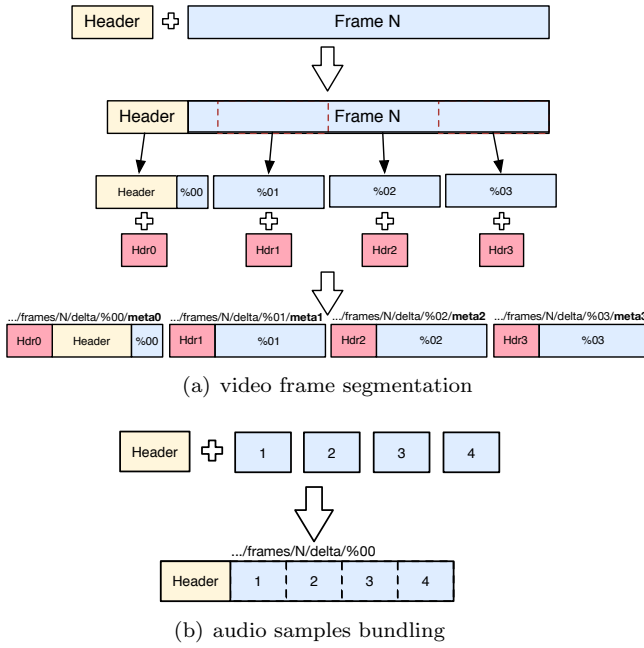 Header Frame N
Header Frame N
Header %00 %01 %02 %03
Hdr0 Hdr1 Hdr2 Hdr3
.../frames/N/delta/%00/meta0 .../frames/N/delta/%01/meta1 .../frames/N/delta/%02/meta2 .../frames/N/delta/%03/meta3
Hdr0 Header %00 Hdr1 %01 Hdr2 %02 Hdr3 %03
(a) video frame segmentation
Header 1 2 3 4
.../frames/N/delta/%00
Header 1 2 3 4
(b) audio samples bundling